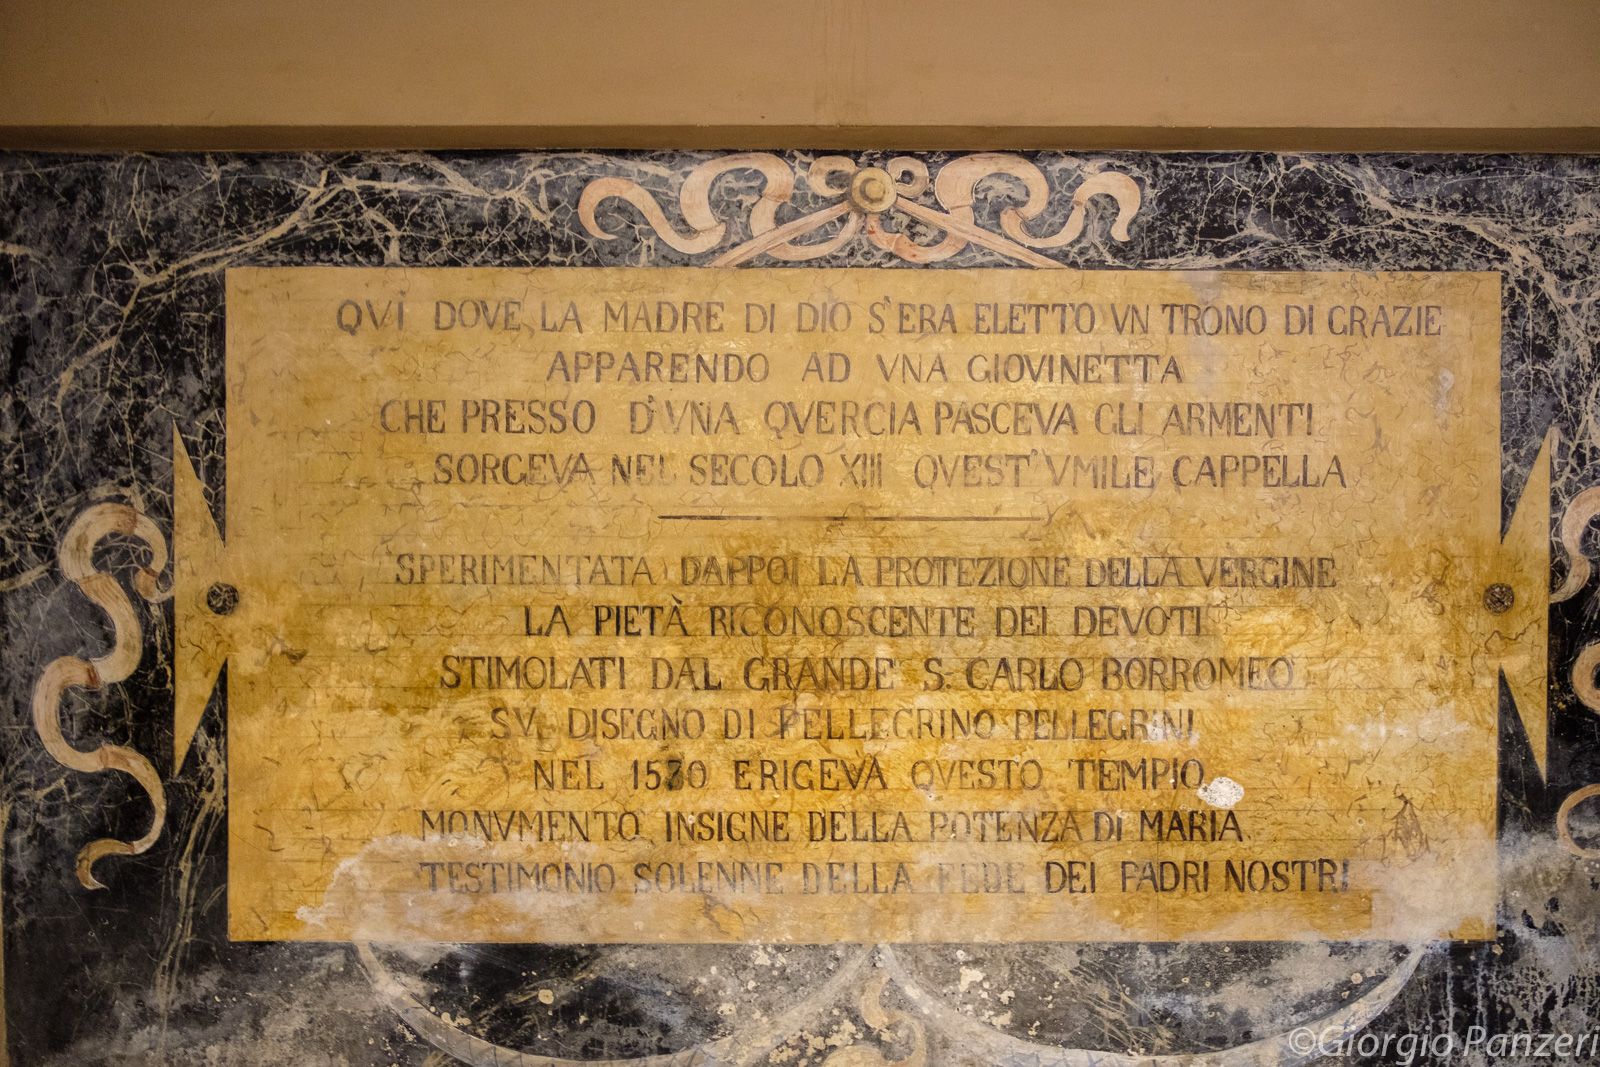 QVI DOVE LA MADRE DI DIO S'ERA ELETTO VN TRONO DI GRAZIE
APPARENDO AD VNA GIOVINETTA
CHE PRESSO D'VNA QVERCIA PASCEVA GLI ARMENTI
SORGEVA NEL SECOLO XIII QVEST'VMILE CAPPELLA
SPERIMENTATA DAPPOI LA PROTEZIONE DELLA VERGINE
LA PIETÀ RICONOSCENTE DEI DEVOTI
STIMOLATI DAL GRANDE S. CARLO BORROMEO
SV DISEGNO DI PELLEGRINO PELLEGRINI
NEL ERIGEVA QVESTO TEMPIO
MONVMENTO INSIGNE DELLA POTENZA DI MARIA
TESTIMONIO SOLENNE DELLA FEDE DEI PADRI NOSTRI
©Giorgio Panzeri